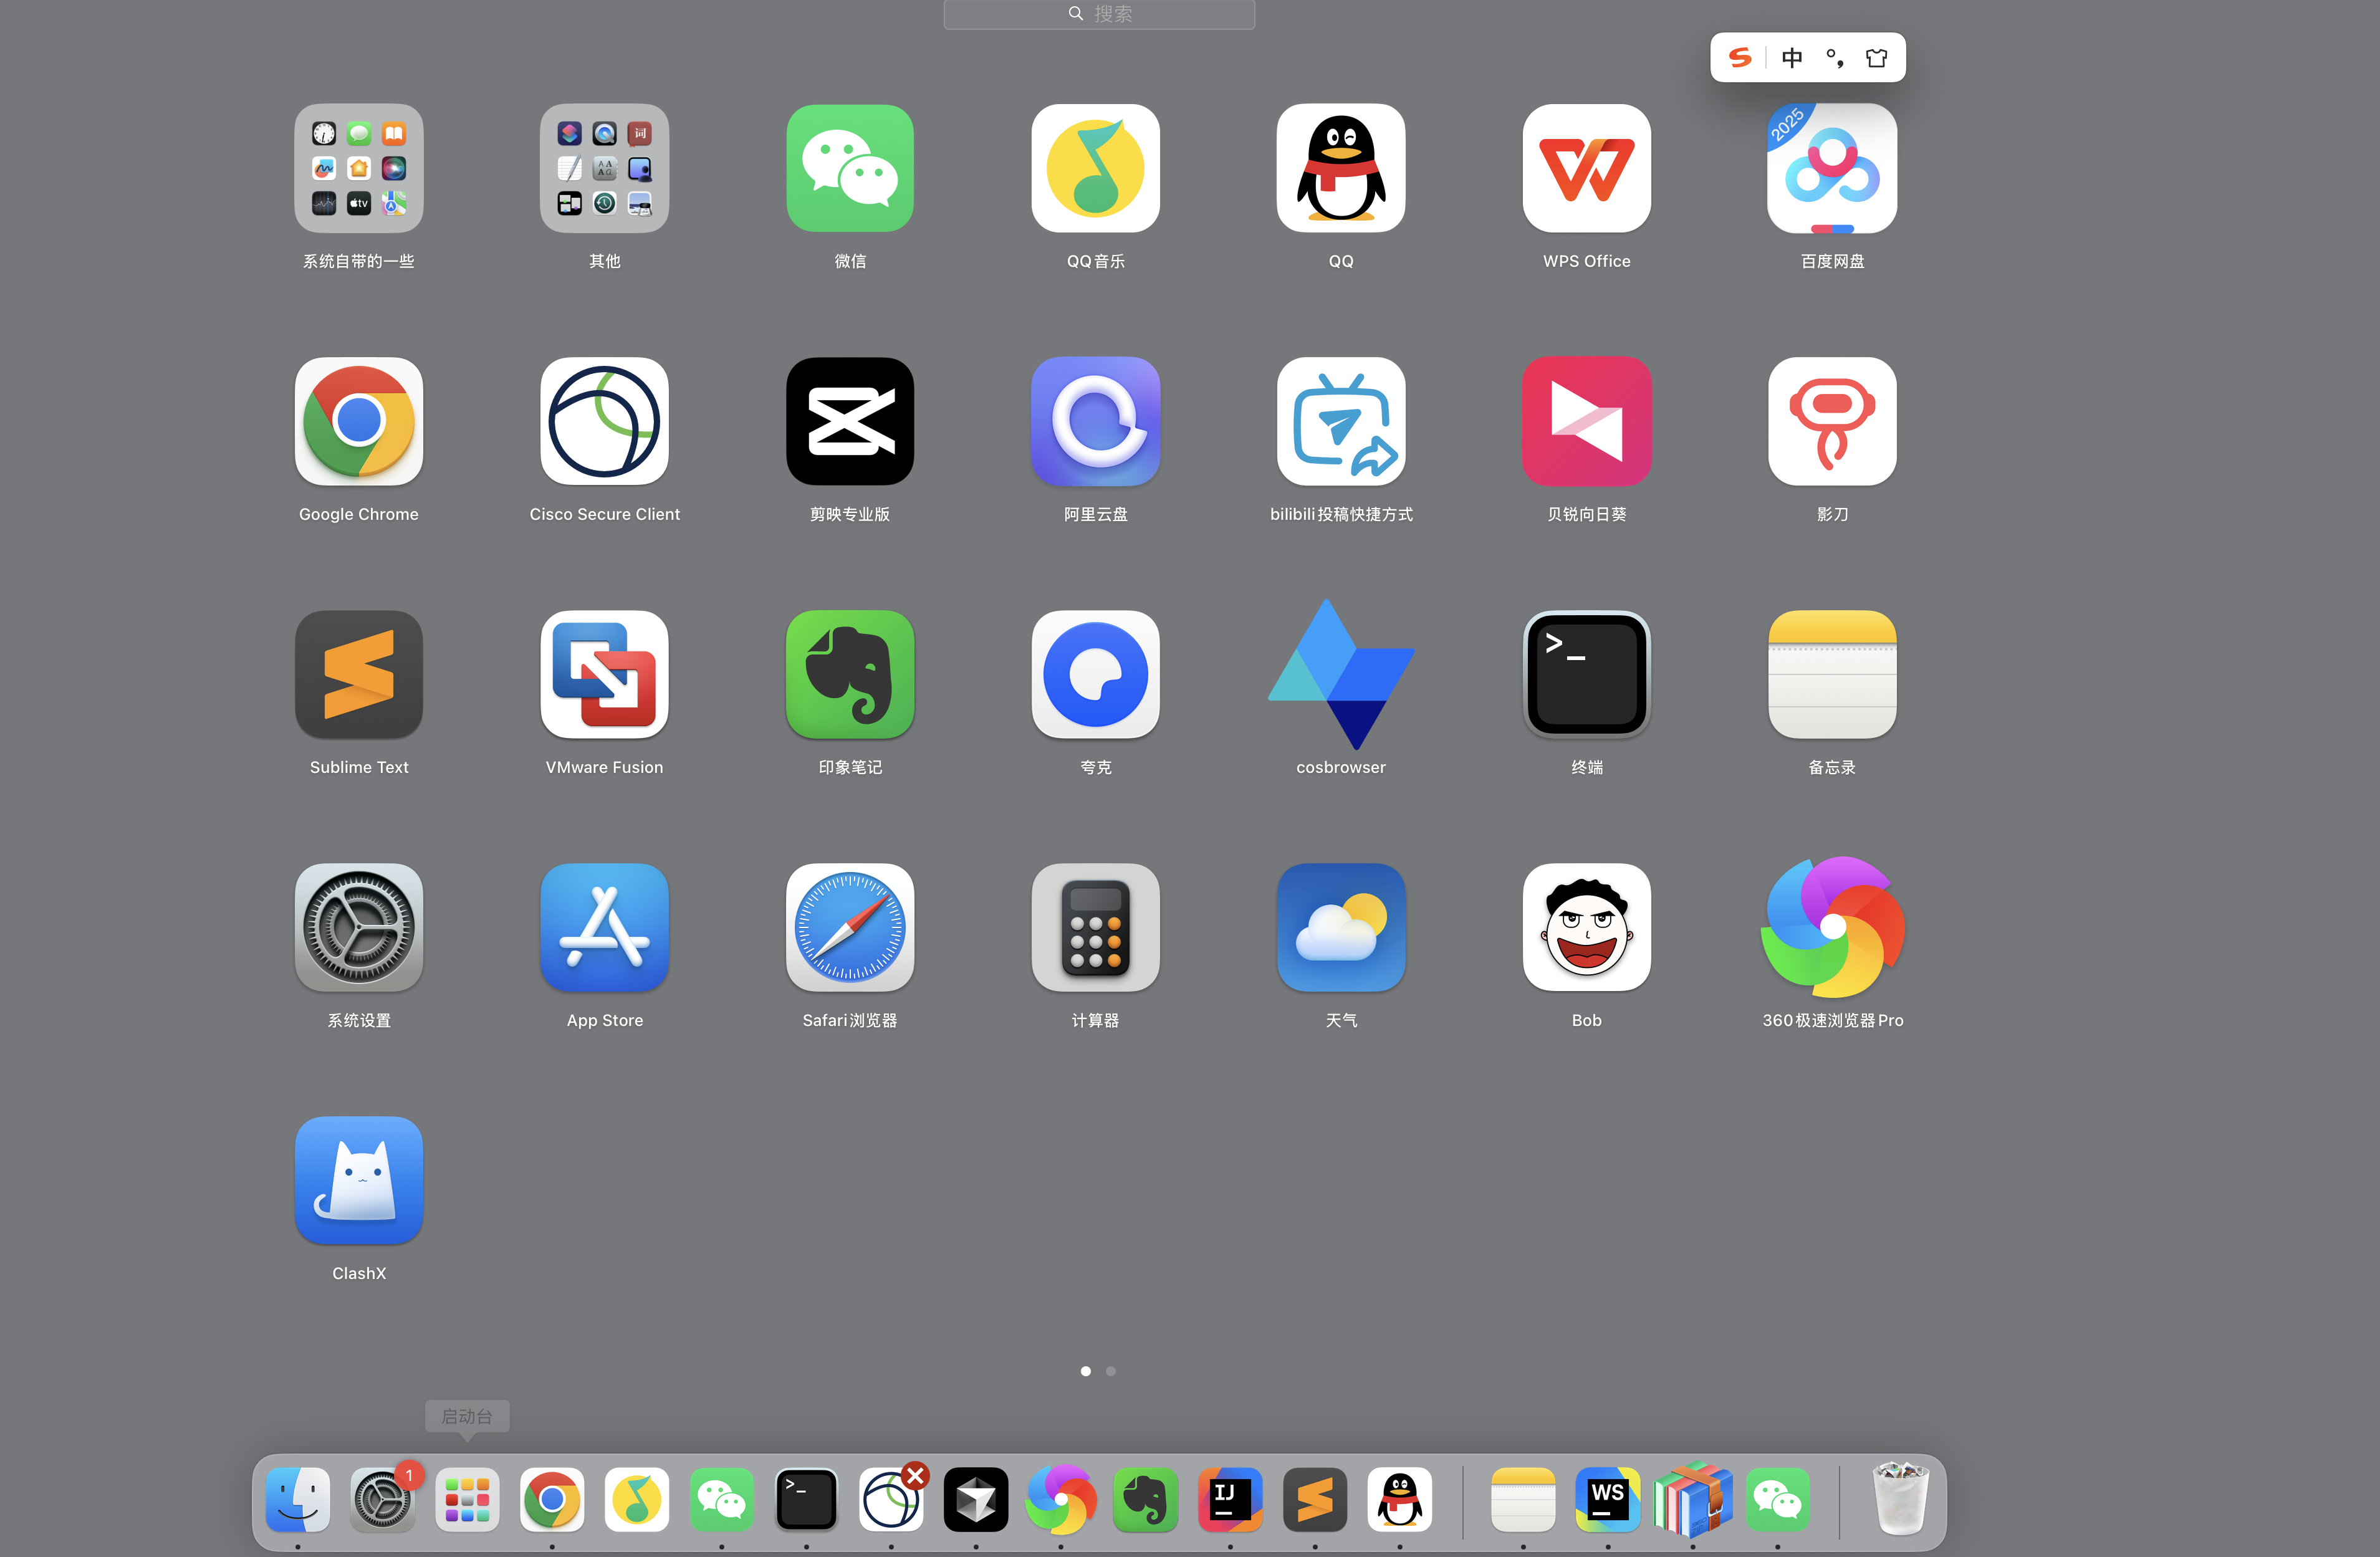 搜索
中
词
tv
2025
系统自带的一些
其他
微信
QQ音乐
QQ
WPS Office
百度网盘
Google Chrome
Cisco Secure Client
剪映专业版
阿里云盘
bilibili投稿快捷方式
贝锐向日葵
影刀
>_
Sublime Text
VMware Fusion
印象笔记
夸克
cosbrowser
终端
备忘录
系统设置
App Store
Safari浏览器
计算器
天气
Bob
360极速浏览器Pro
ClashX
启动台
1
>_
IJ
WS